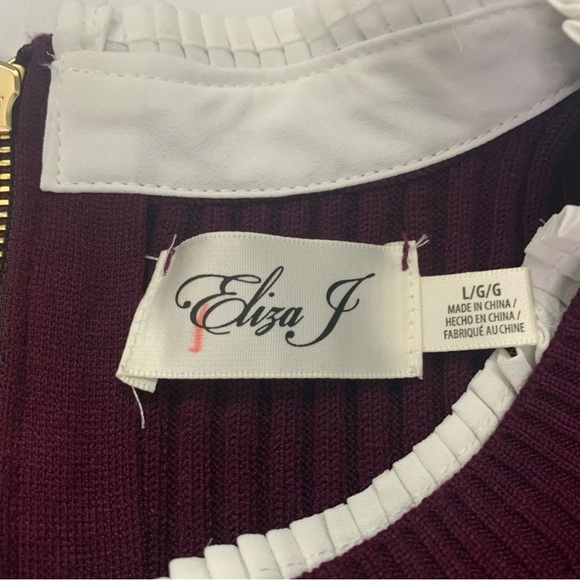 Eliza J
L/G/G
MADE IN CHINA/
HECHO EN CHINA/
FABRIQUÉ AU CHINE